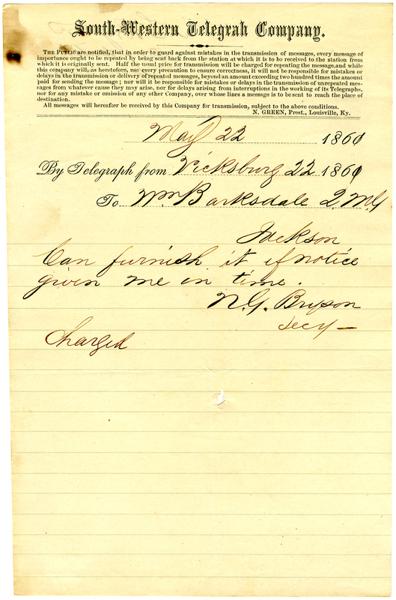 South-Western Telegrah Company.
THE PUBLIC are notified, that in order to guard against mistakes in the transmission of messages, every message of
importance ought to be repeated by being sent back from the station at which it is to be received to the station from
which it is originally sent. Half the usual price for transmission will be charged for repeating the message, and while
this company will, as heretofore, use every precaution to ensure correctness, it will not be responsible for mistakes or
delays in the transmission or delivery of repeated messages, beyond an amount exceeding two hundred times the amount
paid for sending the message; nor will it be responsible for mistakes or delays in the transmission of unrepeated mess-
ages from whatever cause they may arise, nor for delays arising from interruptions in the working of its Telegraphs,
nor for any mistake or omission of any other Company, over whose lines a message is to be sent to reach the place of
destination.
All messages will hereafter be received by this Company for transmission, subject to the above conditions.
N. GREEN, Prest., Louisville, Ky.
May 22 1861
By Telegraph from Vicksburg 22 1861
To Wm Barksdale Q.M.G
Jackson
Can furnish it if notice
given me in time.
N. G. Bryson
Secy
Charged